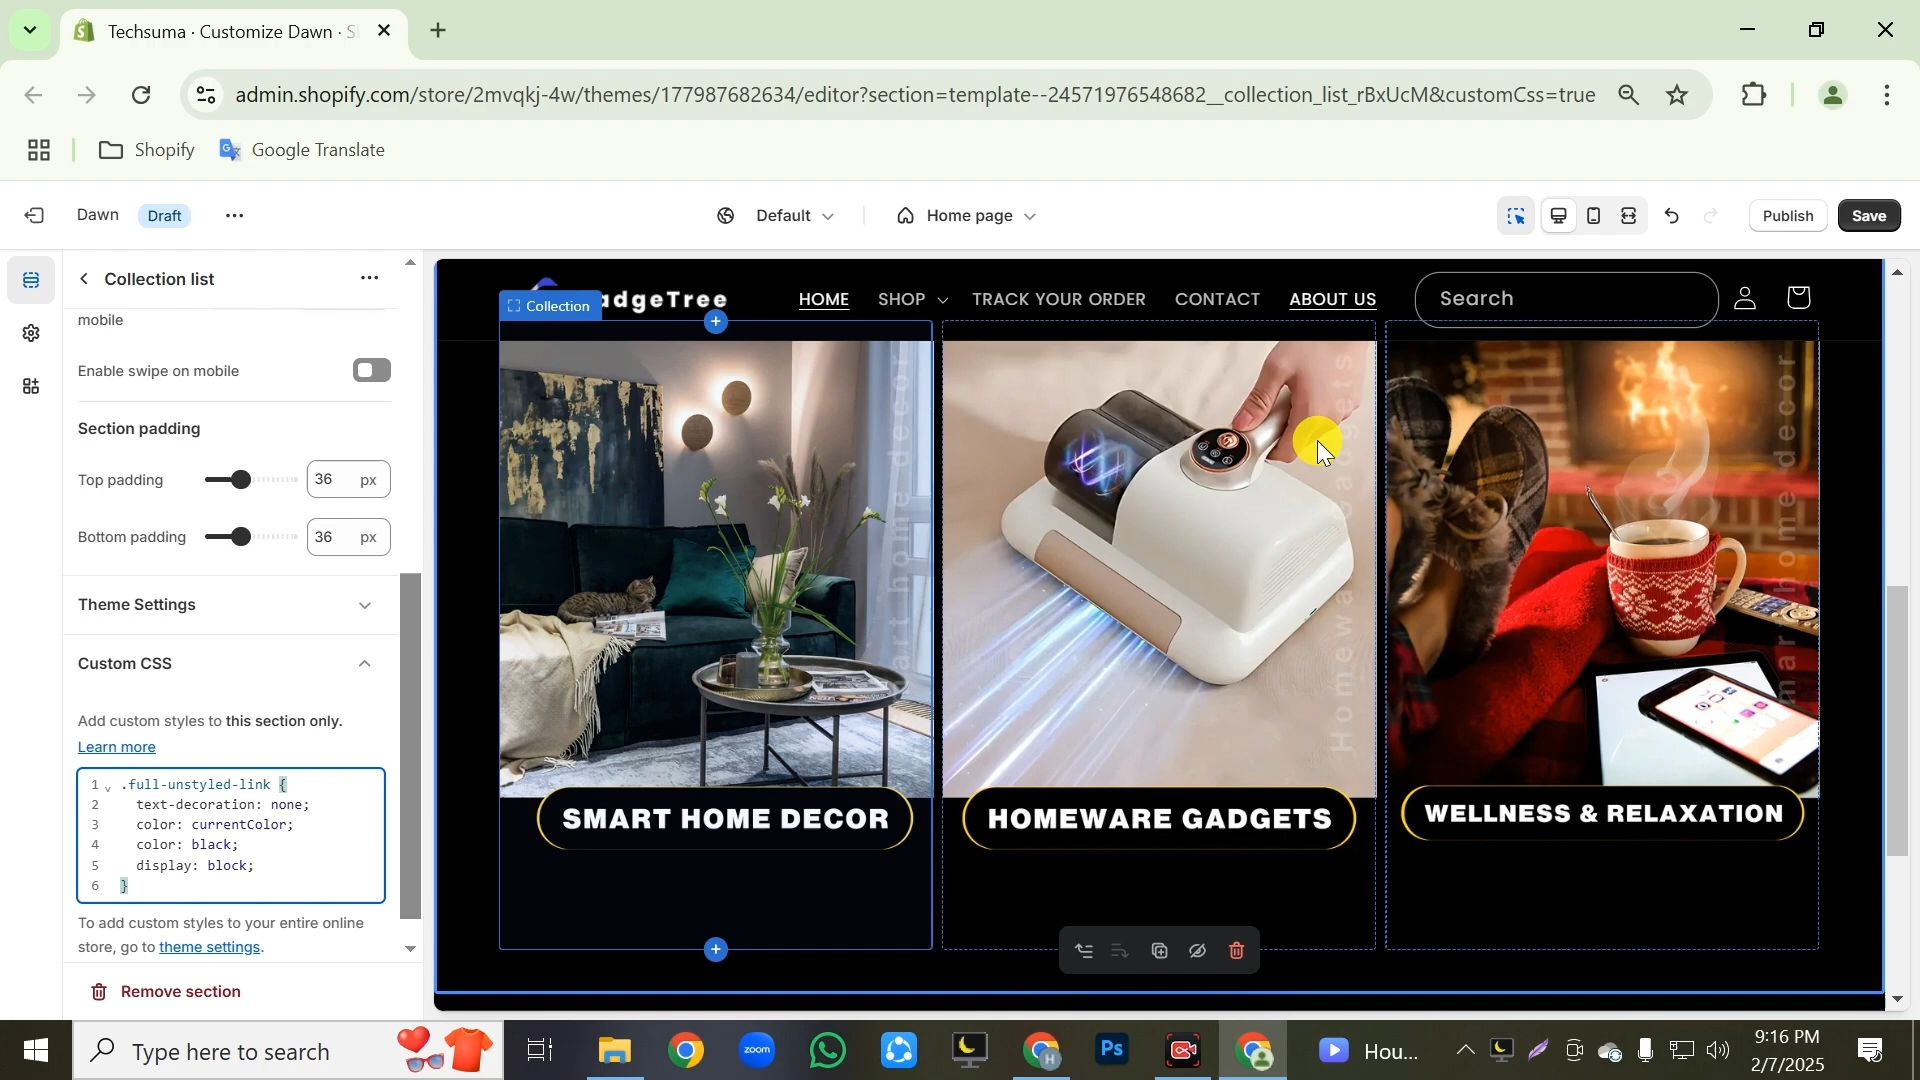 Techsuma · Customize Dawn · S
admin.shopify.com/store/2mvqkj-4w/themes/177987682634/editor?section=template--24571976548682__collection_list_rBxUcM&customCss=true
Shopify
Google Translate
Dawn
Draft
Default
Home page
Publish
Save
Collection list
mobile
Enable swipe on mobile
Section padding
Top padding
36 px
Bottom padding
36 px
Theme Settings
Custom CSS
Add custom styles to this section only.
Learn more
1 .full-unstyled-link {
2 text-decoration: none;
3 color: currentColor;
4 color: black;
5 display: block;
6 }
To add custom styles to your entire online
store, go to theme settings.
Remove section
Collection
HOME
SHOP
TRACK YOUR ORDER
CONTACT
ABOUT US
Search
Homeware gadgets
SMART HOME DECOR
HOMEWARE GADGETS
WELLNESS & RELAXATION
Type here to search
zoom
H
Ps
Hou...
9:16 PM
2/7/2025